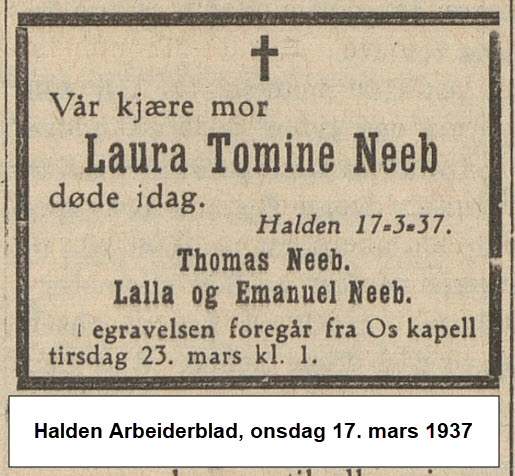 Vår kjære mor
Laura Tomine Neeb
døde idag.
Halden 17-3-37.
Thomas Neeb.
Lalla og Emanuel Neeb.
egravelsen foregår fra Os kapell
tirsdag 23. mars kl. 1.
Halden Arbeiderblad, onsdag 17. mars 1937